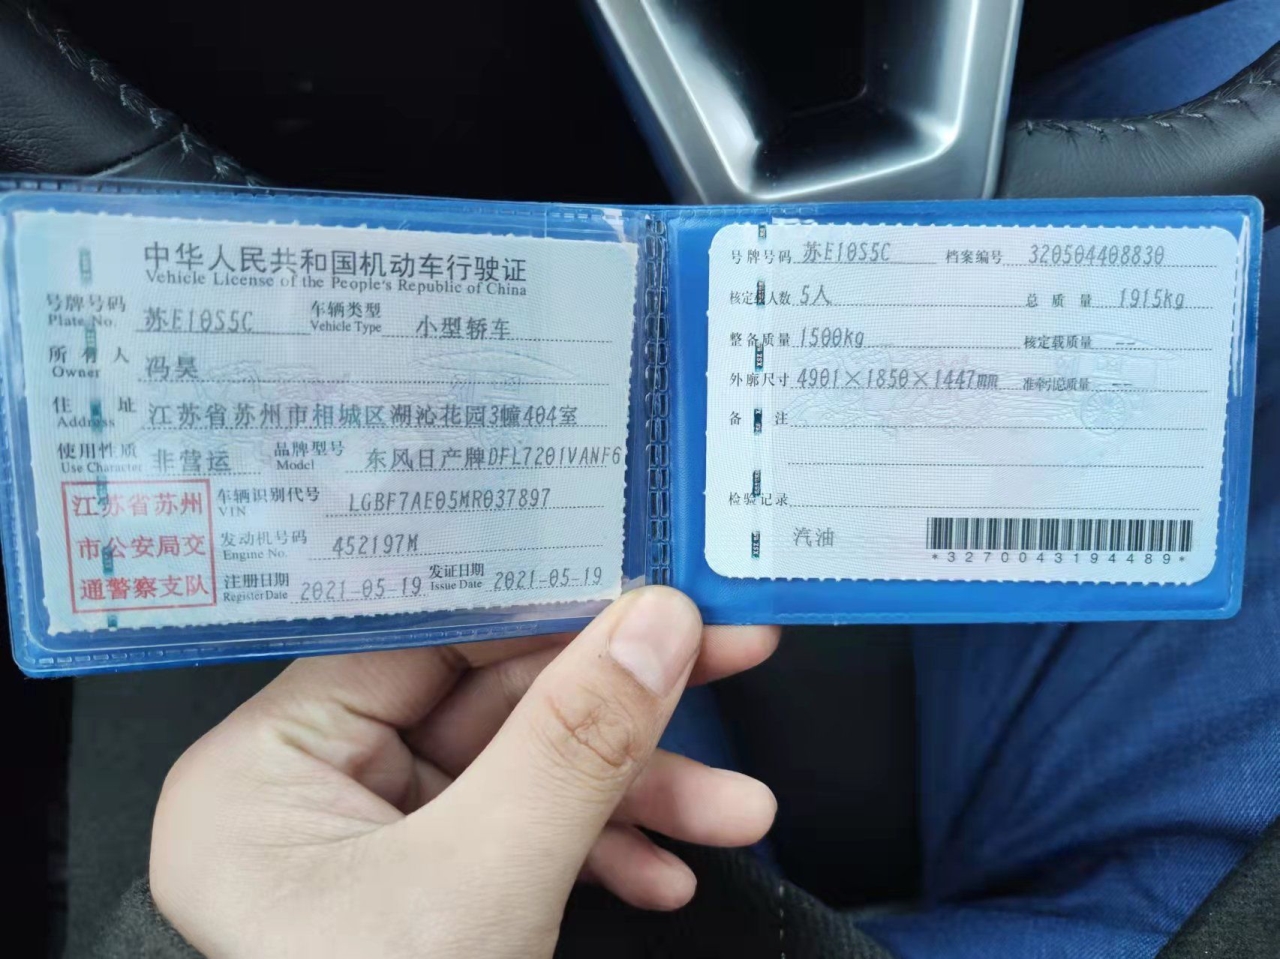 中华人民共和国机动车行驶证
Vehicle License of the People's Republic of China
号牌号码 苏E10S5C 车辆类型 小型轿车
Plate No. Vehicle Type
所有人 冯昊
Owner
住址 江苏省苏州市相城区湖沁花园3幢404室
Address
使用性质 非营运 品牌型号 东风日产牌DFL7201VANF6
Use Character Model
江苏省苏州
市公安局交
通警察支队
车辆识别代号 LGBF7AE05MR037897
VIN
发动机号码 452197M
Engine No.
注册日期 2021-05-19 发证日期 2021-05-19
Register Date Issue Date
号牌号码 苏E10S5C 档案编号 320504408830
核定载人数 5人 总质量 1915kg
整备质量 1500kg 核定载质量 --
外廓尺寸 4901×1850×1447mm 准牵引总质量 --
备注
检验记录
汽油
*3270043194489*